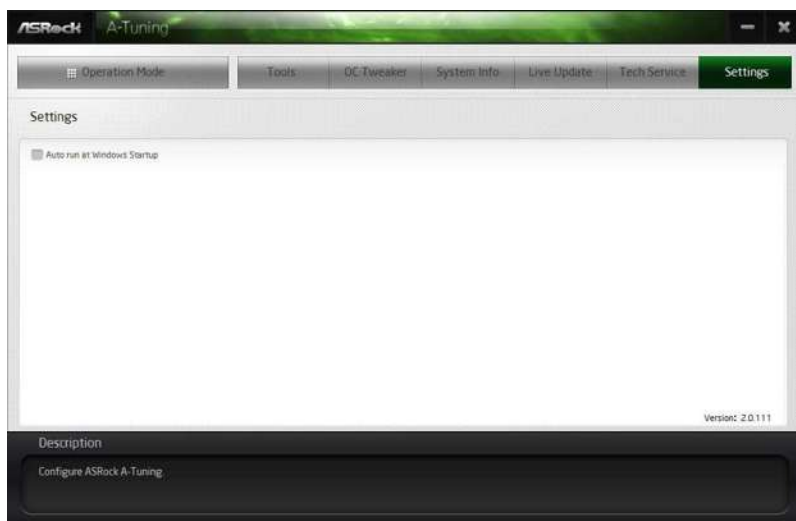 ASRock A-Tuning
Operation Mode Tools OC Tweaker System Info Live Update Tech Service Settings
Settings
Auto run at Windows Startup
Version: 2.0.111
Description
Configure ASRock A-Tuning.